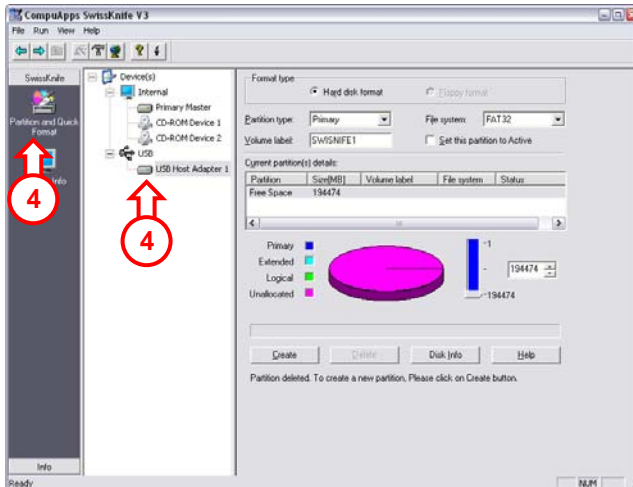 CompuApps SwissKnife V3
File Run View Help
SwissKnife
Partition and Quick
Format
Info
4
Info
Device(s)
Internal
Primary Master
CD-ROM Device 1
CD-ROM Device 2
USB
USB Host Adapter 1
4
Format type
Hard disk format
Floppy format
Partition type: Primary
File system: FAT32
Volume label: SWISNIFE1
Set this partition to Active
Current partition(s) details:
Partition Size[MB] Volume label File system Status
Free Space 194474
Primary
Extended
Logical
Unallocated
-1
-
-194474
194474
Create Delete Disk Info Help
Partition deleted. To create a new partition, Please click on Create button.
Ready
NUM